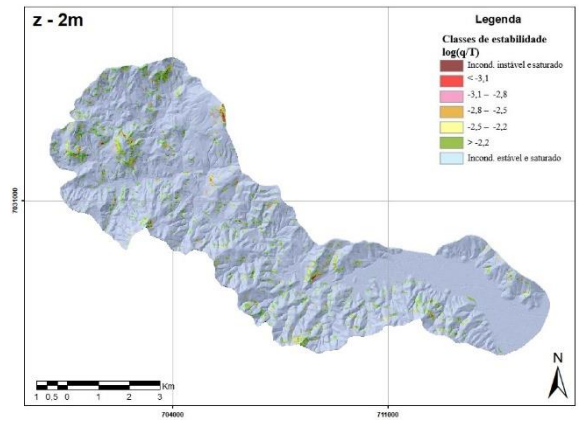 z - 2m
Legenda
Classes de estabilidade
log(q/T)
Incond. instável e saturado
< -3,1
-3,1 – -2,8
-2,8 – -2,5
-2,5 – -2,2
> -2,2
Incond. estável e saturado
7031000
N
Km
1 0,5 0 1 2 3
704000
711000